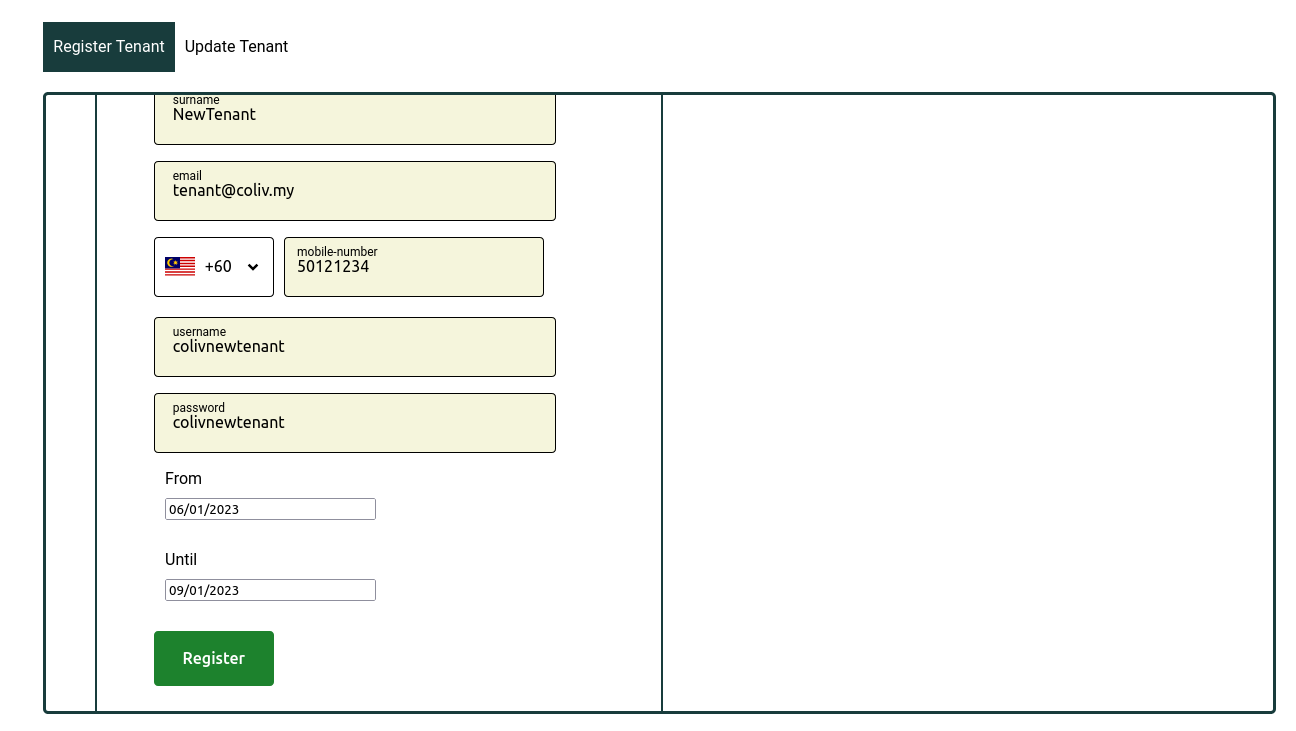 Register Tenant Update Tenant
surname
NewTenant
email
tenant@coliv.my
+60
mobile-number
50121234
username
colivnewtenant
password
colivnewtenant
From
06/01/2023
Until
09/01/2023
Register